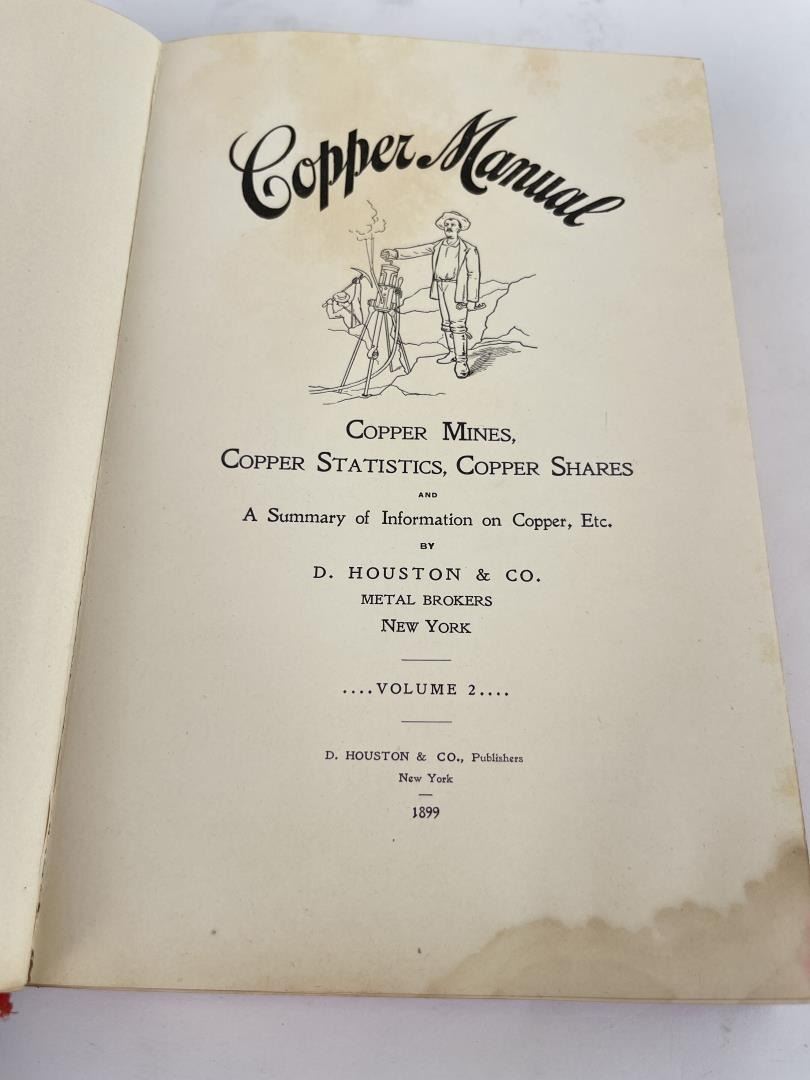 Copper Manual
COPPER MINES,
COPPER STATISTICS, COPPER SHARES
AND
A Summary of Information on Copper, Etc.
BY
D. HOUSTON & CO.
METAL BROKERS
NEW YORK
....VOLUME 2....
D. HOUSTON & CO., Publishers
New York
1899